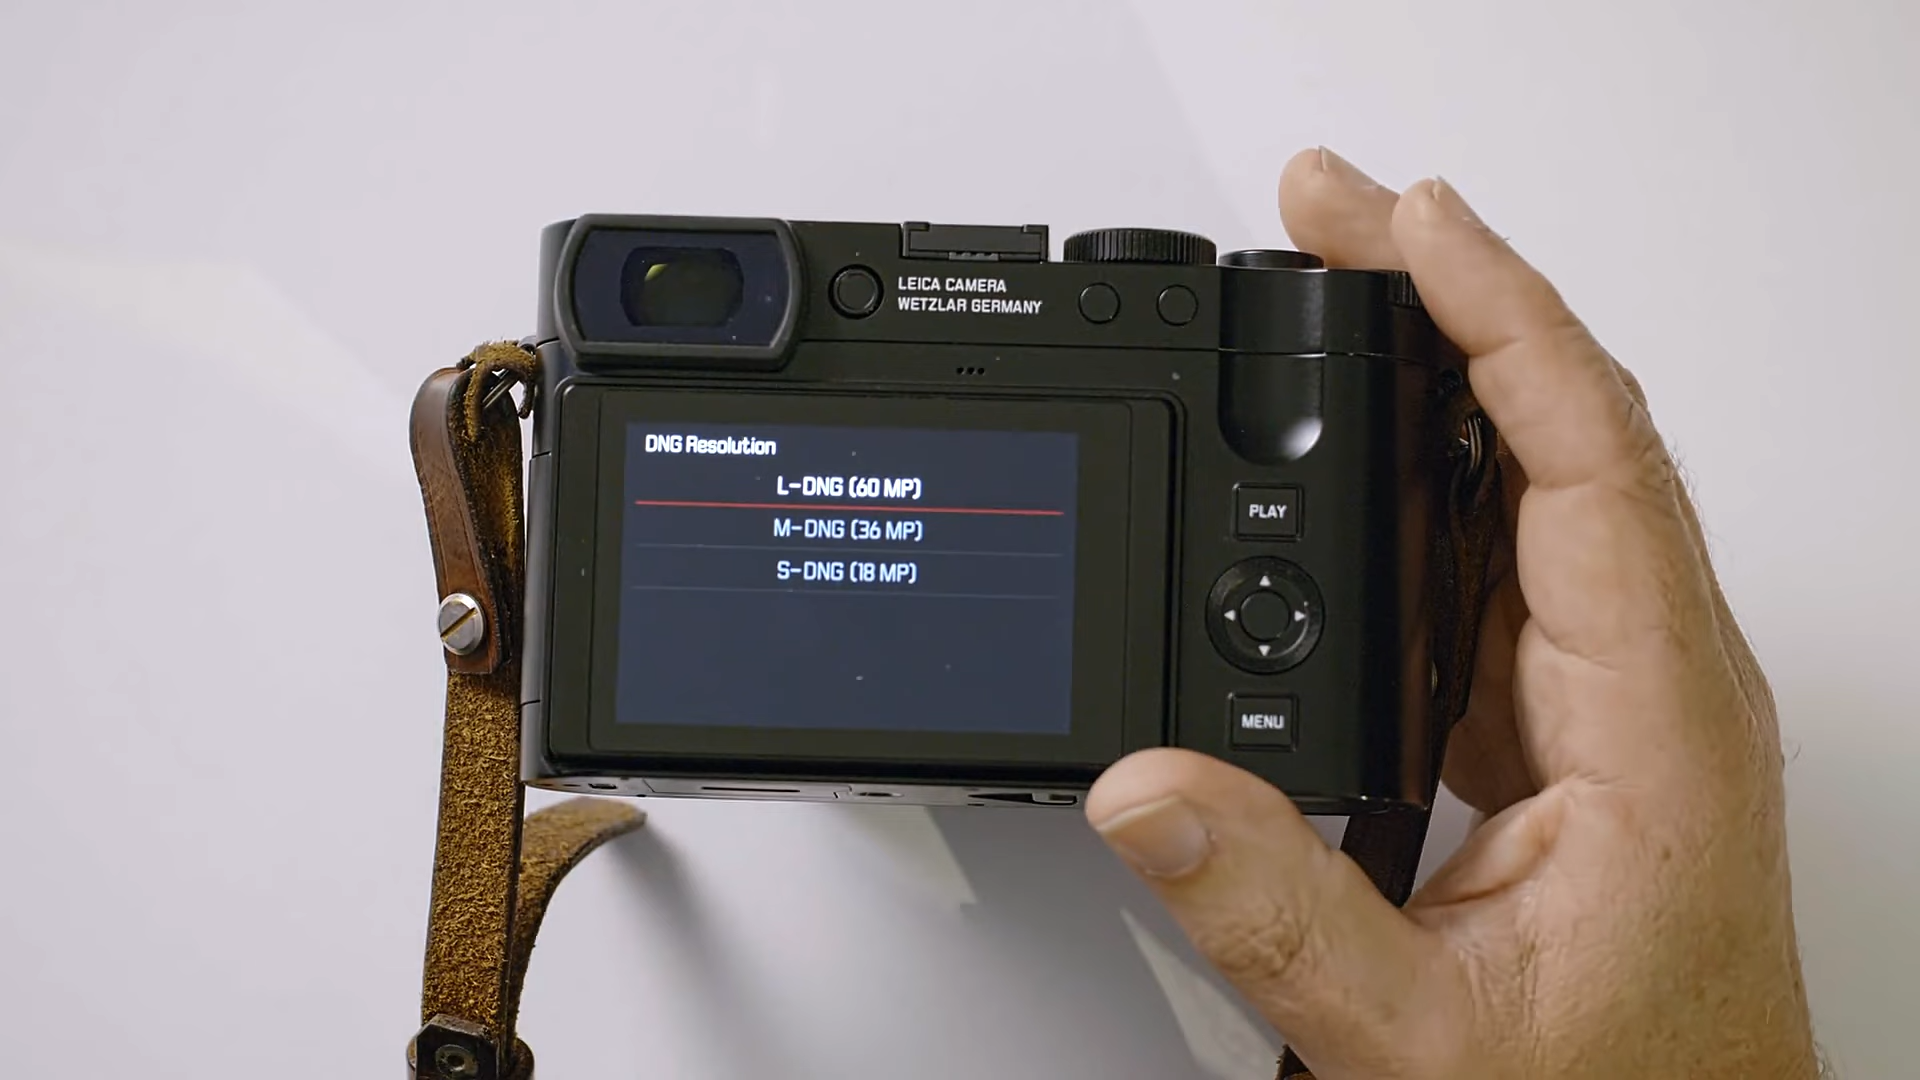 LEICA CAMERA
WETZLAR GERMANY
DNG Resolution
L-DNG (60 MP)
M-DNG (36 MP)
S-DNG (18 MP)
PLAY
MENU